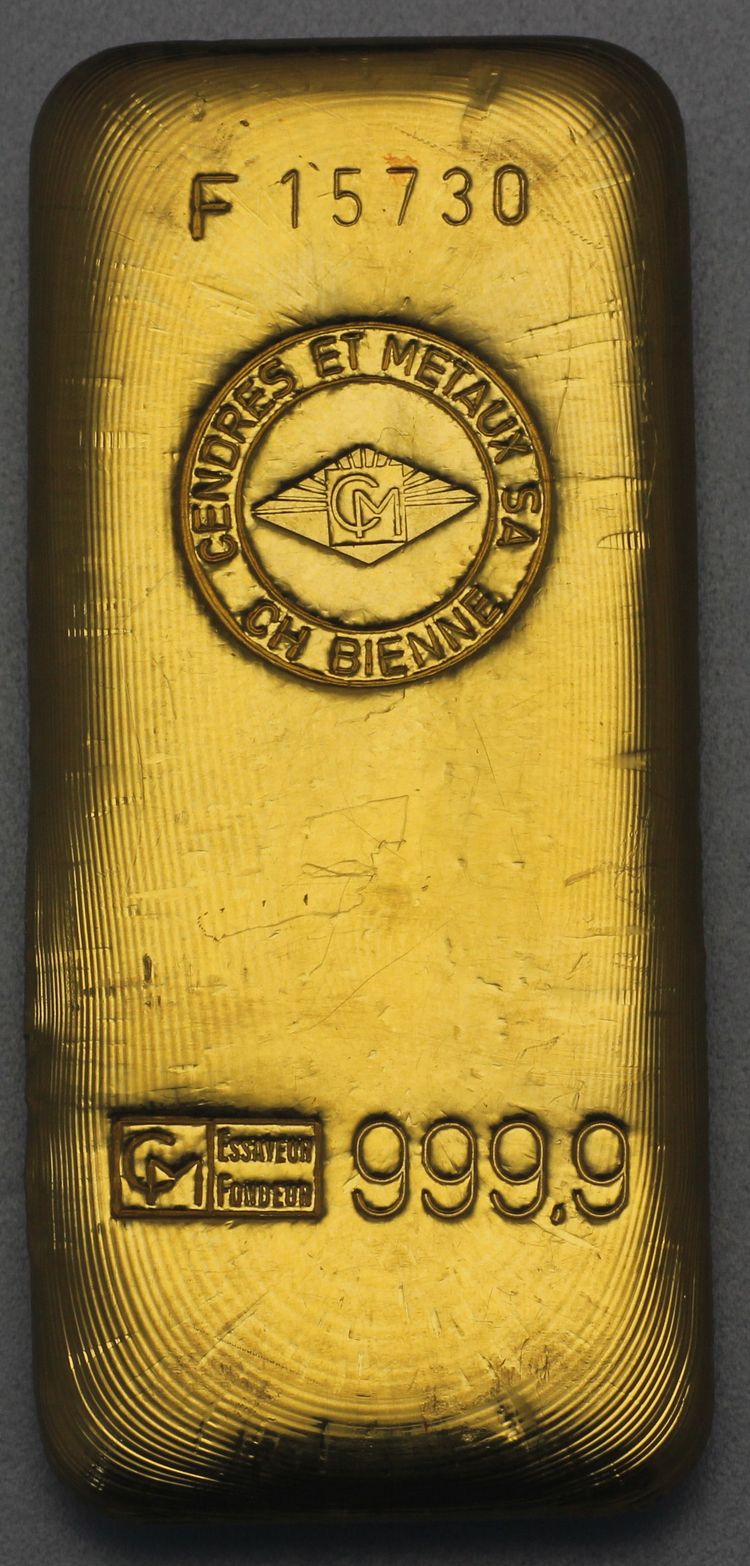 F 15730
CENDRES ET METAUX SA
CH BIENNE
CM
CM
ESSAYEUR
FONDEUR
999,9